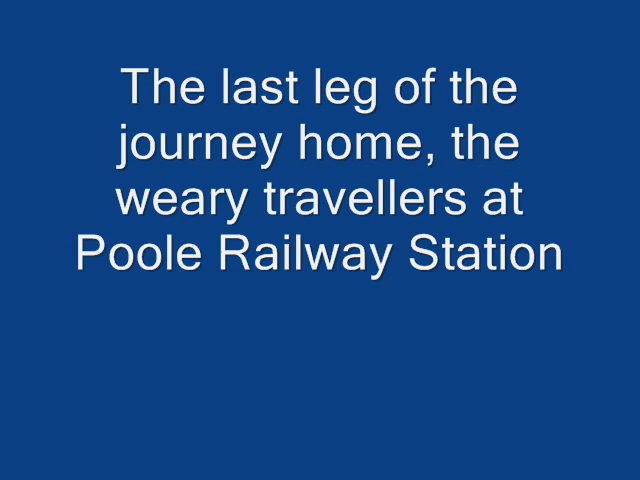 The last leg of the
journey home, the
weary travellers at
Poole Railway Station